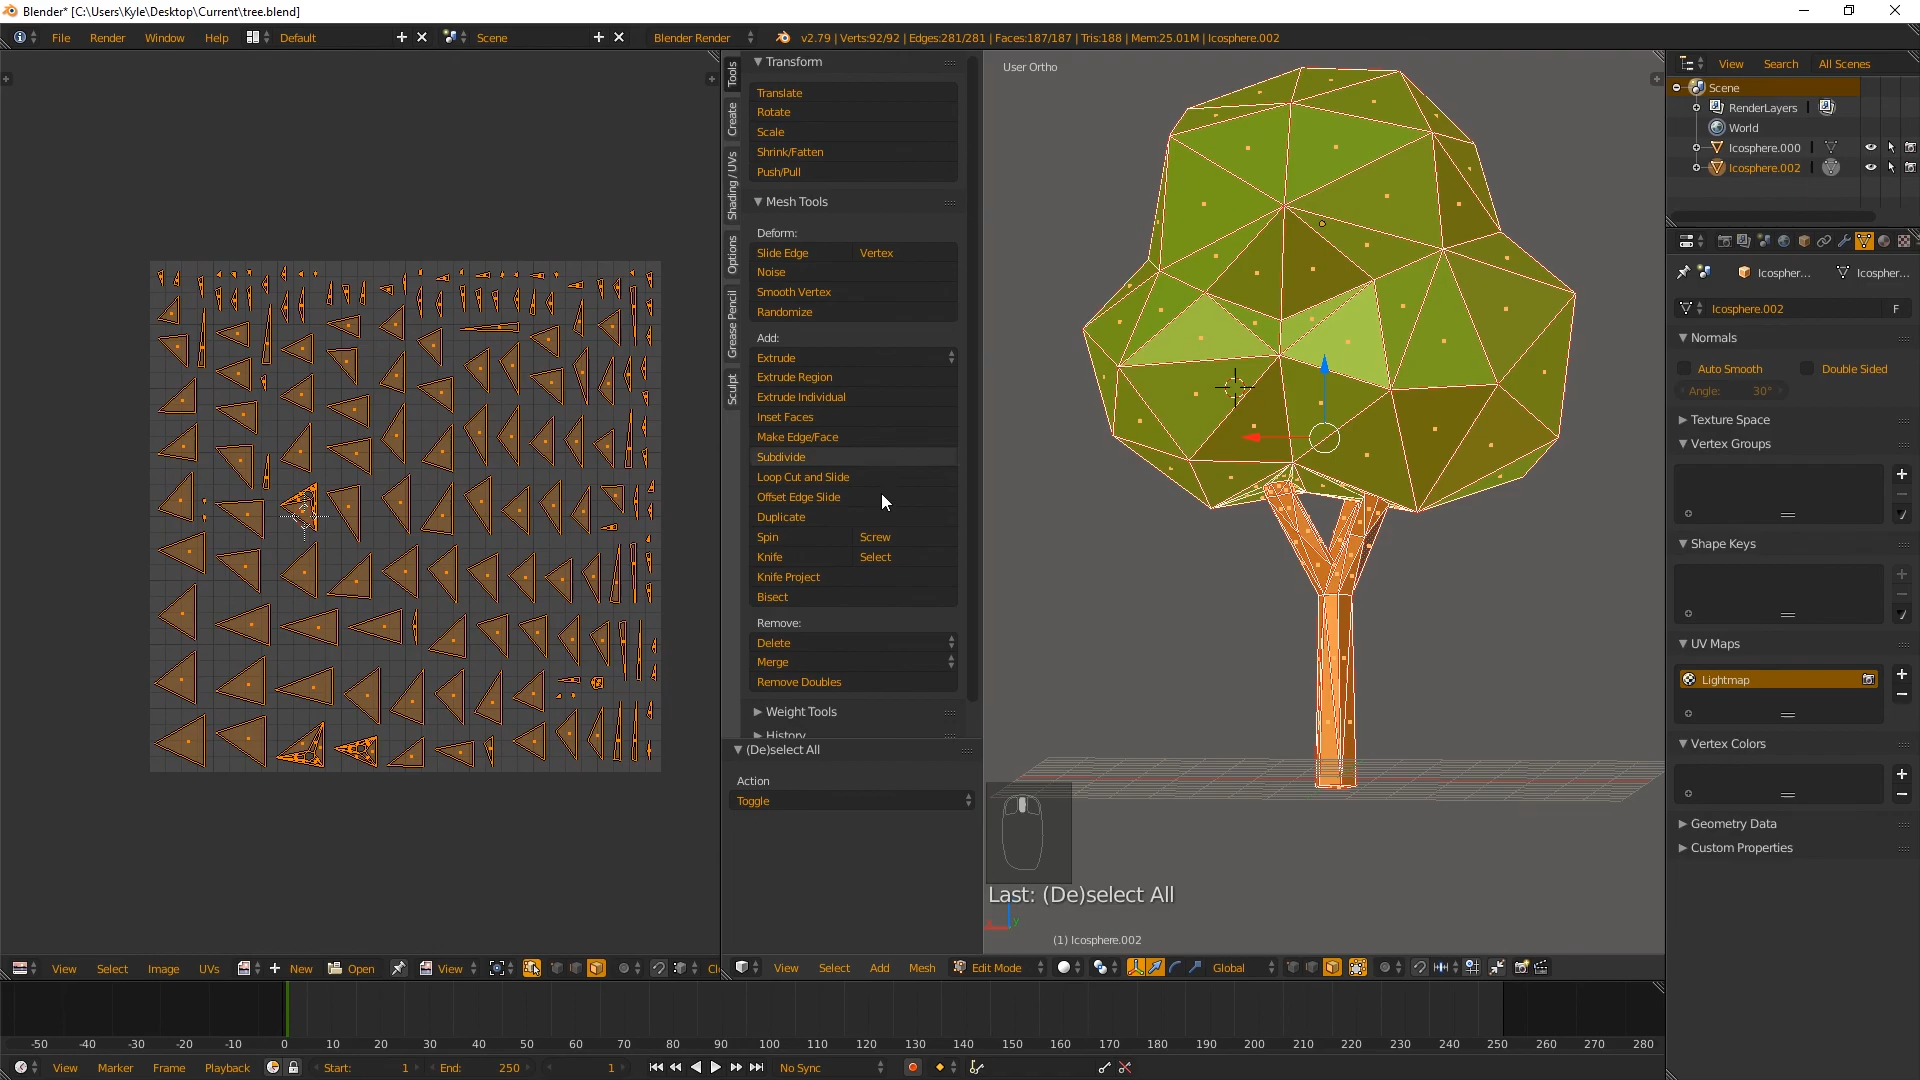 Blender* [C:\Users\Kyle\Desktop\Current\tree.blend]
File Render Window Help Default Scene Blender Render v2.79 | Verts:92/92 | Edges:281/281 | Faces:187/187 | Tris:188 | Mem:25.01M | Icosphere.002
Tools
Create
Shading / UVs
Options
Grease Pencil
Sculpt
Transform
Translate
Rotate
Scale
Shrink/Fatten
Push/Pull
Mesh Tools
Deform:
Slide Edge Vertex
Noise
Smooth Vertex
Randomize
Add:
Extrude
Extrude Region
Extrude Individual
Inset Faces
Make Edge/Face
Subdivide
Loop Cut and Slide
Offset Edge Slide
Duplicate
Spin Screw
Knife Select
Knife Project
Bisect
Remove:
Delete
Merge
Remove Doubles
Weight Tools
History
(De)select All
Action
Toggle
User Ortho
Last: (De)select All
y
(1) Icosphere.002
View Search All Scenes
Scene
RenderLayers
World
Icosphere.000
Icosphere.002
Icospher... Icospher...
Icosphere.002 F
Normals
Auto Smooth Double Sided
Angle: 30°
Texture Space
Vertex Groups
Shape Keys
UV Maps
Lightmap
Vertex Colors
Geometry Data
Custom Properties
View Select Image UVs New Open View
View Select Add Mesh Edit Mode Global
-50 -40 -30 -20 -10 0 10 20 30 40 50 60 70 80 90 100 110 120 130 140 150 160 170 180 190 200 210 220 230 240 250 260 270 280
View Marker Frame Playback Start: 1 End: 250 1 No Sync